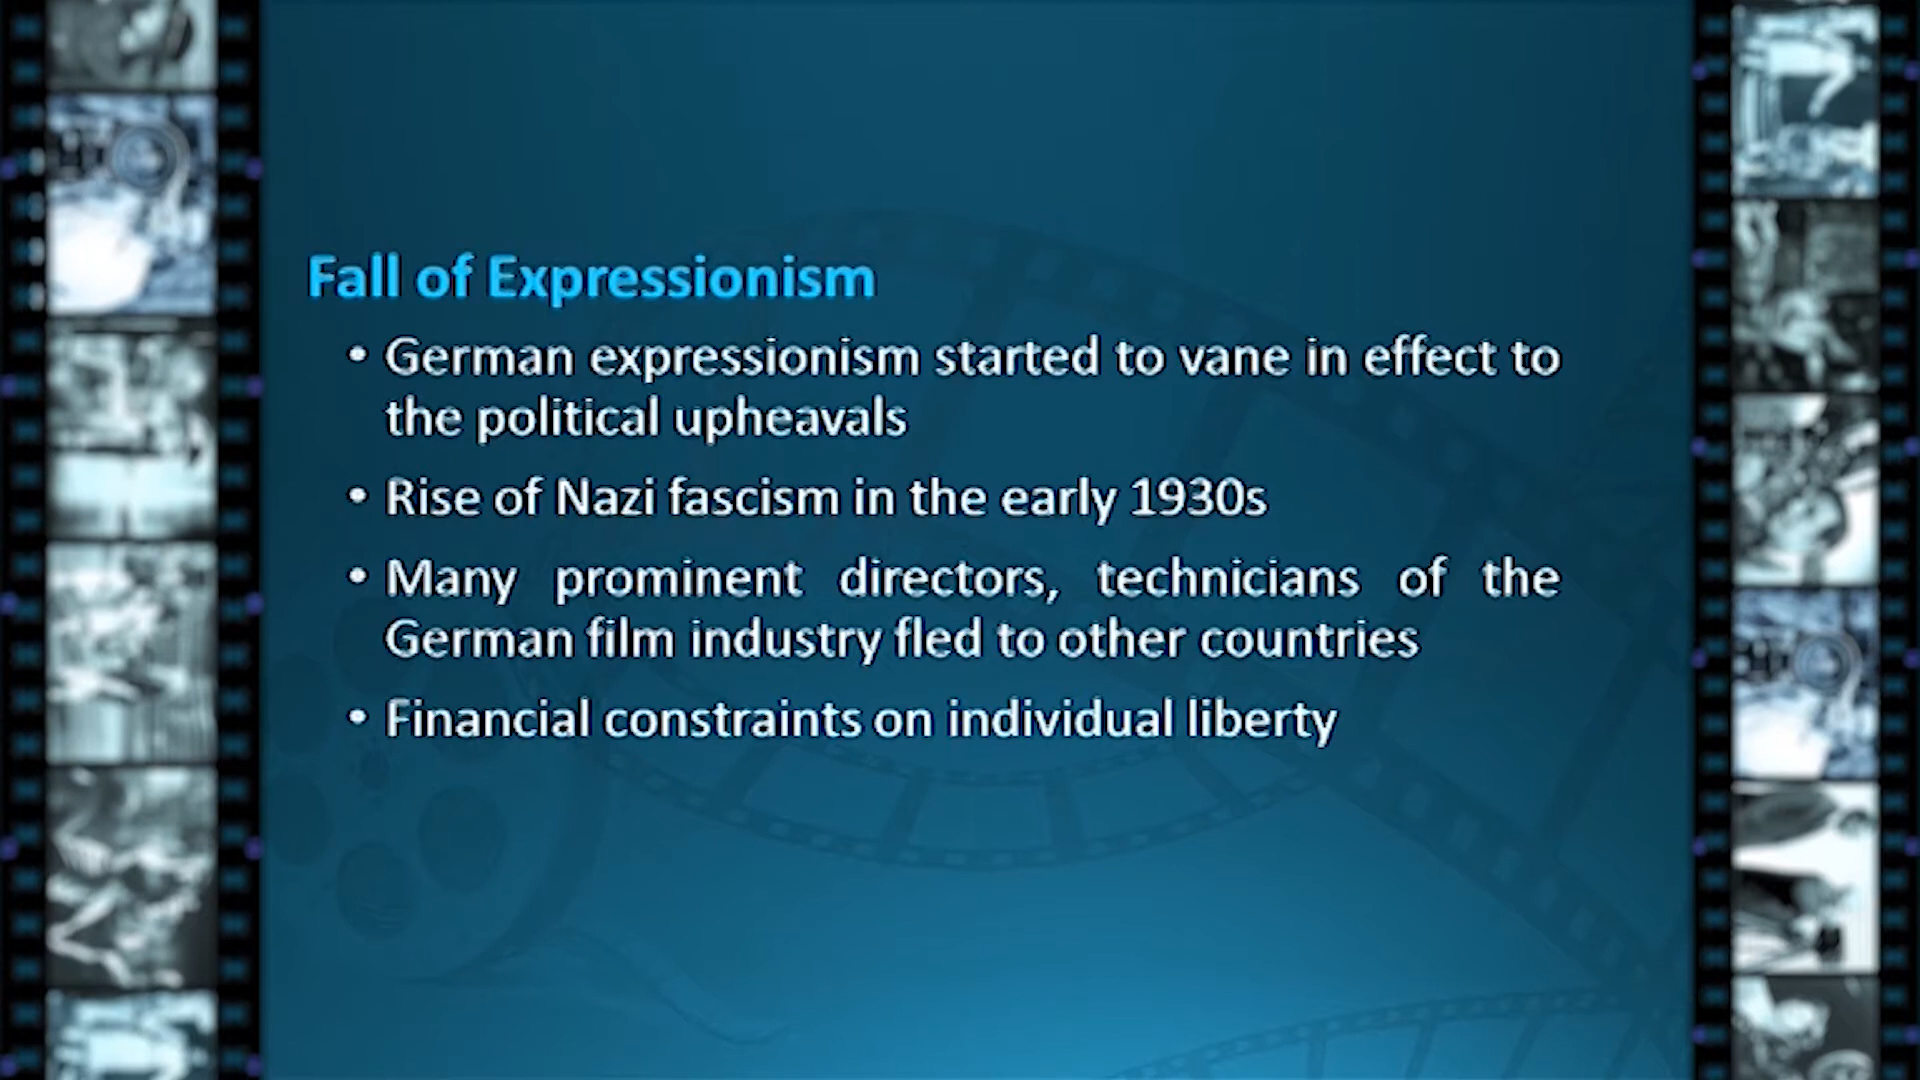 Fall of Expressionism
• German expressionism started to vane in effect to
the political upheavals
• Rise of Nazi fascism in the early 1930s
• Many prominent directors, technicians of the
German film industry fled to other countries
• Financial constraints on individual liberty